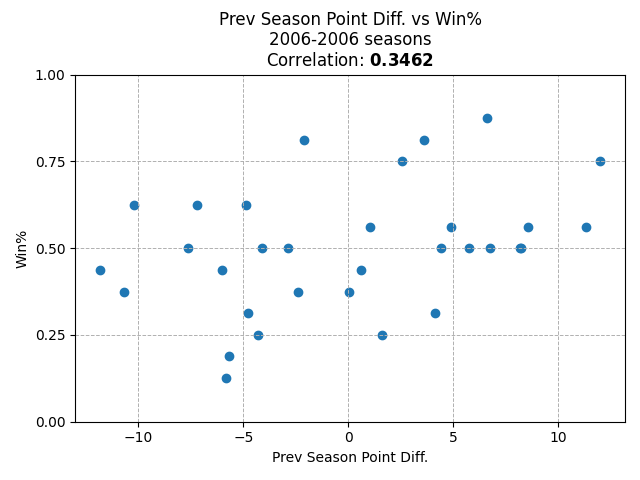 Prev Season Point Diff. vs Win%
2006-2006 seasons
Correlation: 0.3462
1.00
0.75
0.50
0.25
0.00
Win%
−10
−5
0
5
10
Prev Season Point Diff.